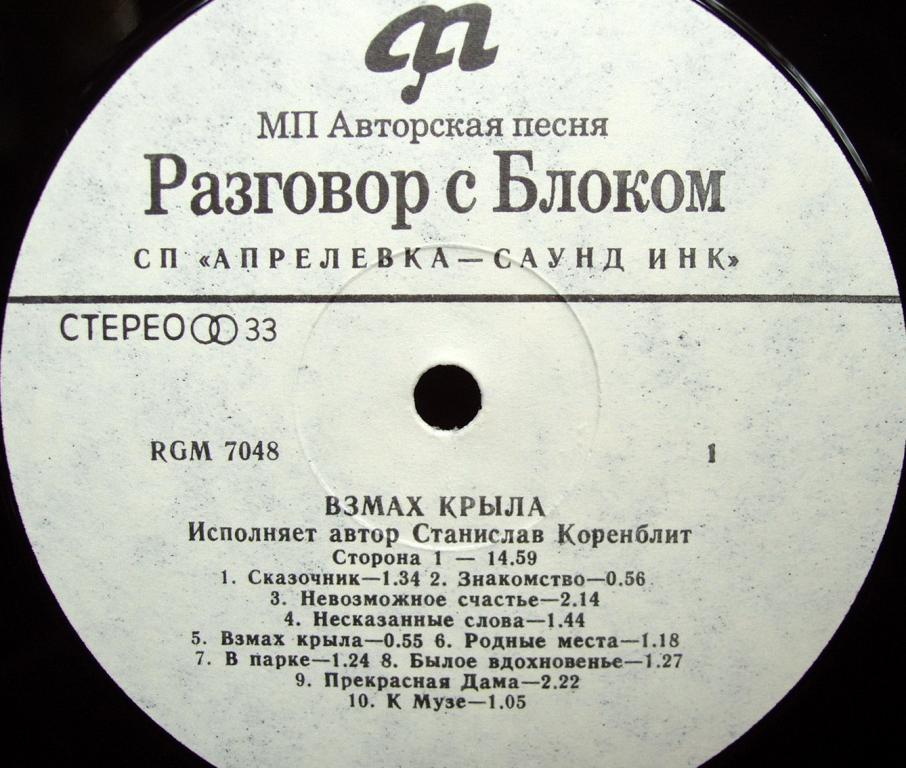 МП Авторская песня
Разговор с Блоком
СП «АПРЕЛЕВКА—САУНД ИНК»
СТЕРЕО 33
RGM 7048 1
ВЗМАХ КРЫЛА
Исполняет автор Станислав Коренблит
Сторона 1 — 14.59
1. Сказочник—1.34 2. Знакомство—0.56
3. Невозможное счастье—2.14
4. Несказанные слова—1.44
5. Взмах крыла—0.55 6. Родные места—1.18
7. В парке—1.24 8. Былое вдохновенье—1.27
9. Прекрасная Дама—2.22
10. К Музе—1.05